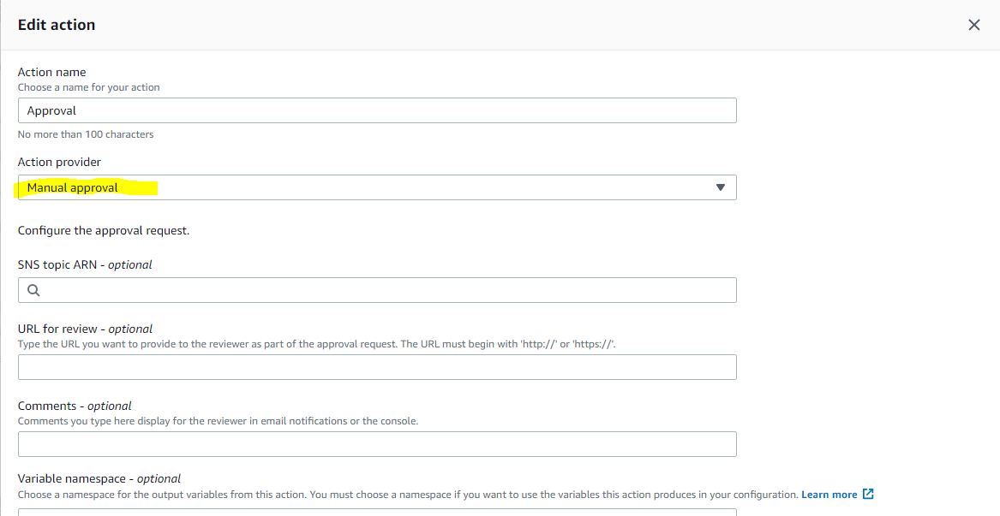 Edit action
Action name
Choose a name for your action
Approval
No more than 100 characters
Action provider
Manual approval
Configure the approval request.
SNS topic ARN - optional
URL for review - optional
Type the URL you want to provide to the reviewer as part of the approval request. The URL must begin with 'http://' or 'https://'.
Comments - optional
Comments you type here display for the reviewer in email notifications or the console.
Variable namespace - optional
Choose a namespace for the output variables from this action. You must choose a namespace if you want to use the variables this action produces in your configuration. Learn more